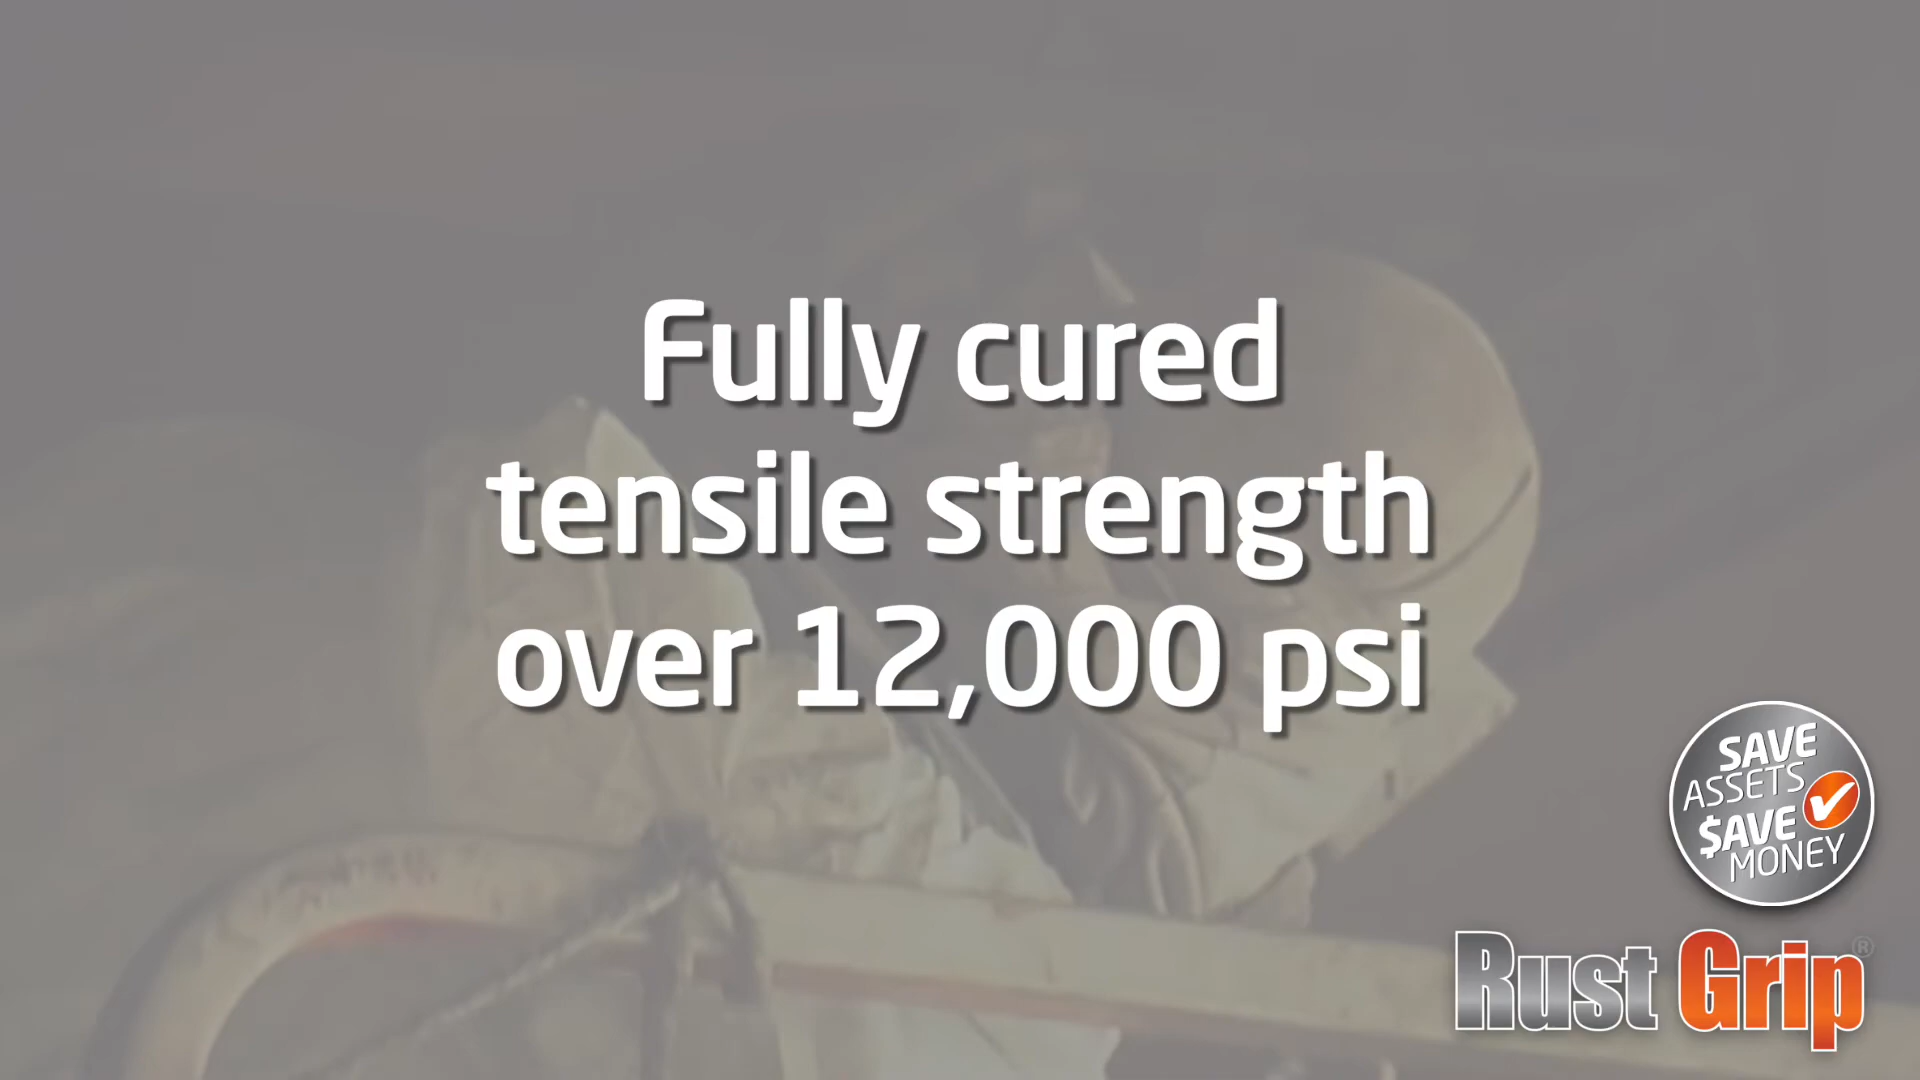 Fully cured
tensile strength
over 12,000 psi
SAVE
ASSETS
$AVE
MONEY
Rust Grip®